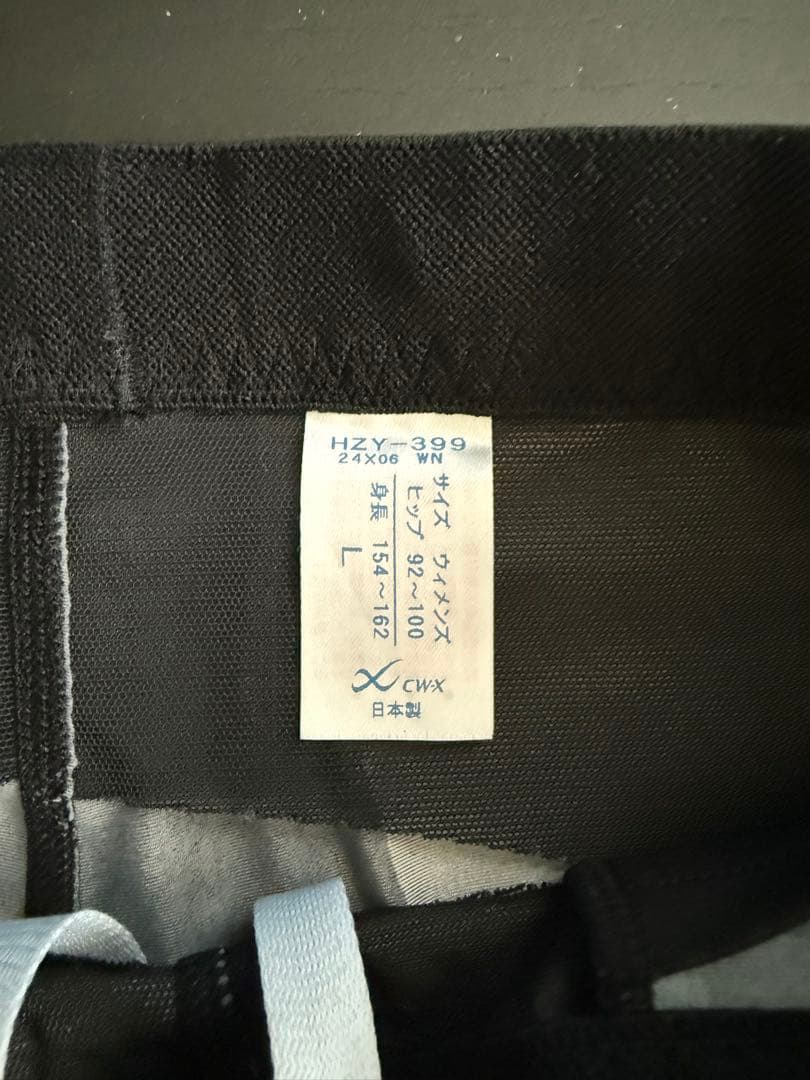 HZY-399
24X06 WN
サイズ ウィメンズ
ヒップ 92～100
身長 154～162
L
CW-X
日本製